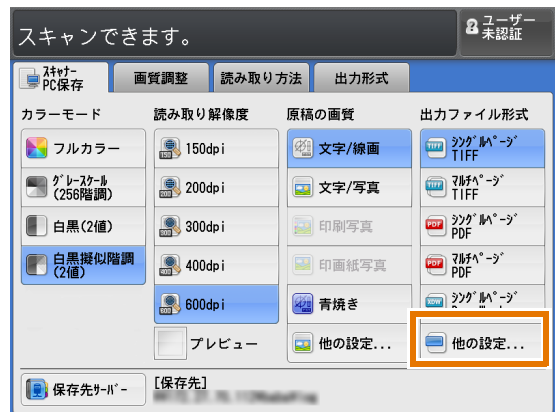 スキャンできます。
ユーザー
未認証
ｽｷｬﾅｰ
PC保存
画質調整
読み取り方法
出力形式
カラーモード
フルカラー
ｸﾞﾚｰｽｹｰﾙ
(256階調)
白黒(2値)
白黒擬似階調
(2値)
読み取り解像度
150dpi
200dpi
300dpi
400dpi
600dpi
プレビュー
原稿の画質
文字/線画
文字/写真
印刷写真
印画紙写真
青焼き
他の設定...
出力ファイル形式
TIFF
ｼﾝｸﾞﾙﾍﾟｰｼﾞ
TIFF
TIFF
ﾏﾙﾁﾍﾟｰｼﾞ
TIFF
PDF
ｼﾝｸﾞﾙﾍﾟｰｼﾞ
PDF
PDF
ﾏﾙﾁﾍﾟｰｼﾞ
PDF
XDW
ｼﾝｸﾞﾙﾍﾟｰｼﾞ
他の設定...
保存先ｻｰﾊﾞｰ
[保存先]